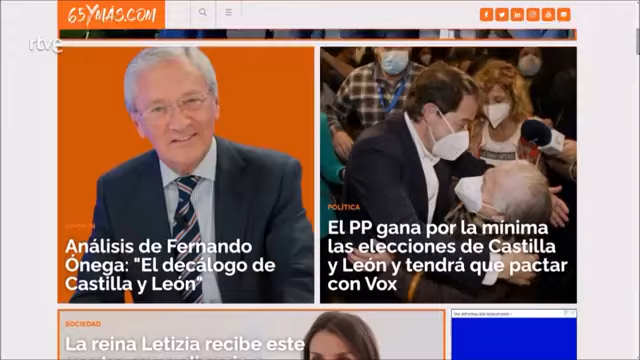 65YMÁS.COM
rtve
OPINIÓN
Análisis de Fernando
Ónega: "El decálogo de
Castilla y León"
POLÍTICA
El PP gana por la mínima
las elecciones de Castilla
y León y tendrá que pactar
con Vox
SOCIEDAD
La reina Letizia recibe este